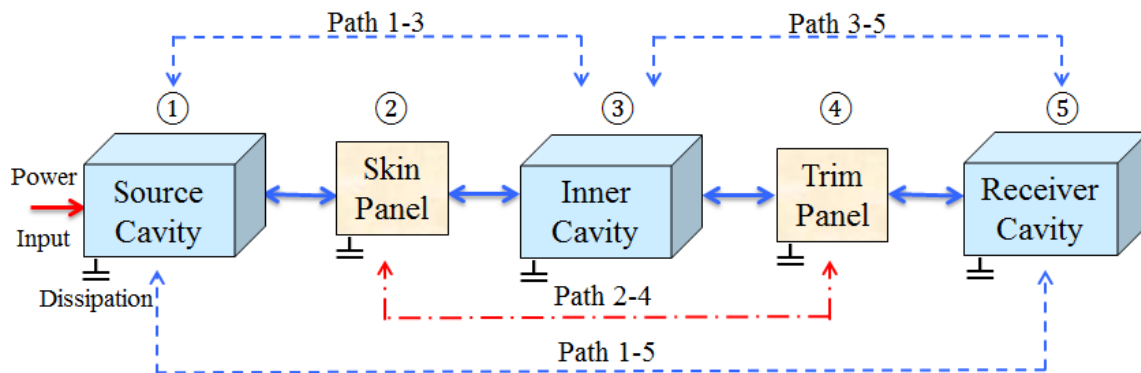 Path 1-3
Path 3-5
①
②
③
④
⑤
Power
Input
Source
Cavity
Skin
Panel
Inner
Cavity
Trim
Panel
Receiver
Cavity
Dissipation
Path 2-4
Path 1-5